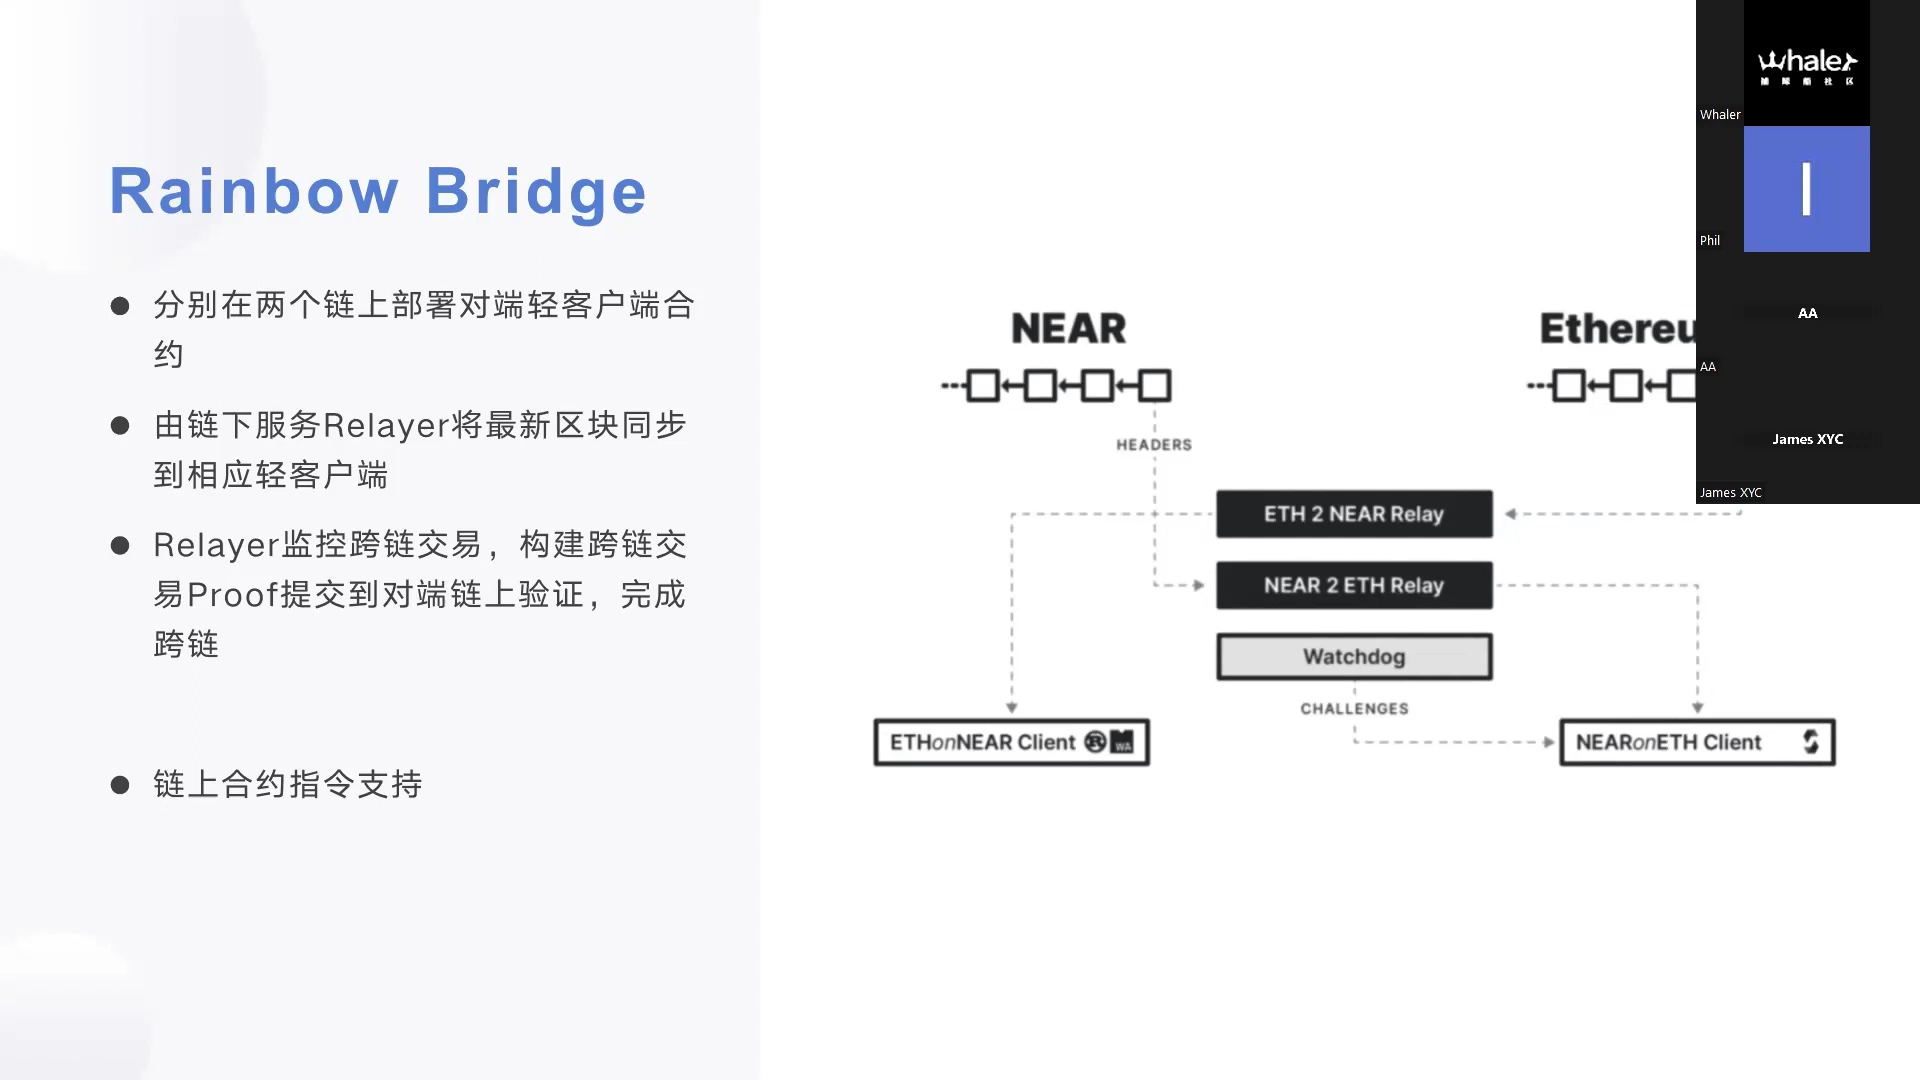 Rainbow Bridge
分别在两个链上部署对端轻客户端合
约
由链下服务Relayer将最新区块同步
到相应轻客户端
Relayer监控跨链交易，构建跨链交
易Proof提交到对端链上验证，完成
跨链
链上合约指令支持
NEAR
Ethereu
HEADERS
ETH 2 NEAR Relay
NEAR 2 ETH Relay
Watchdog
CHALLENGES
ETHonNEAR Client
WA
NEARonETH Client
Whaler
Whaler
I
Phil
AA
AA
James XYC
James XYC